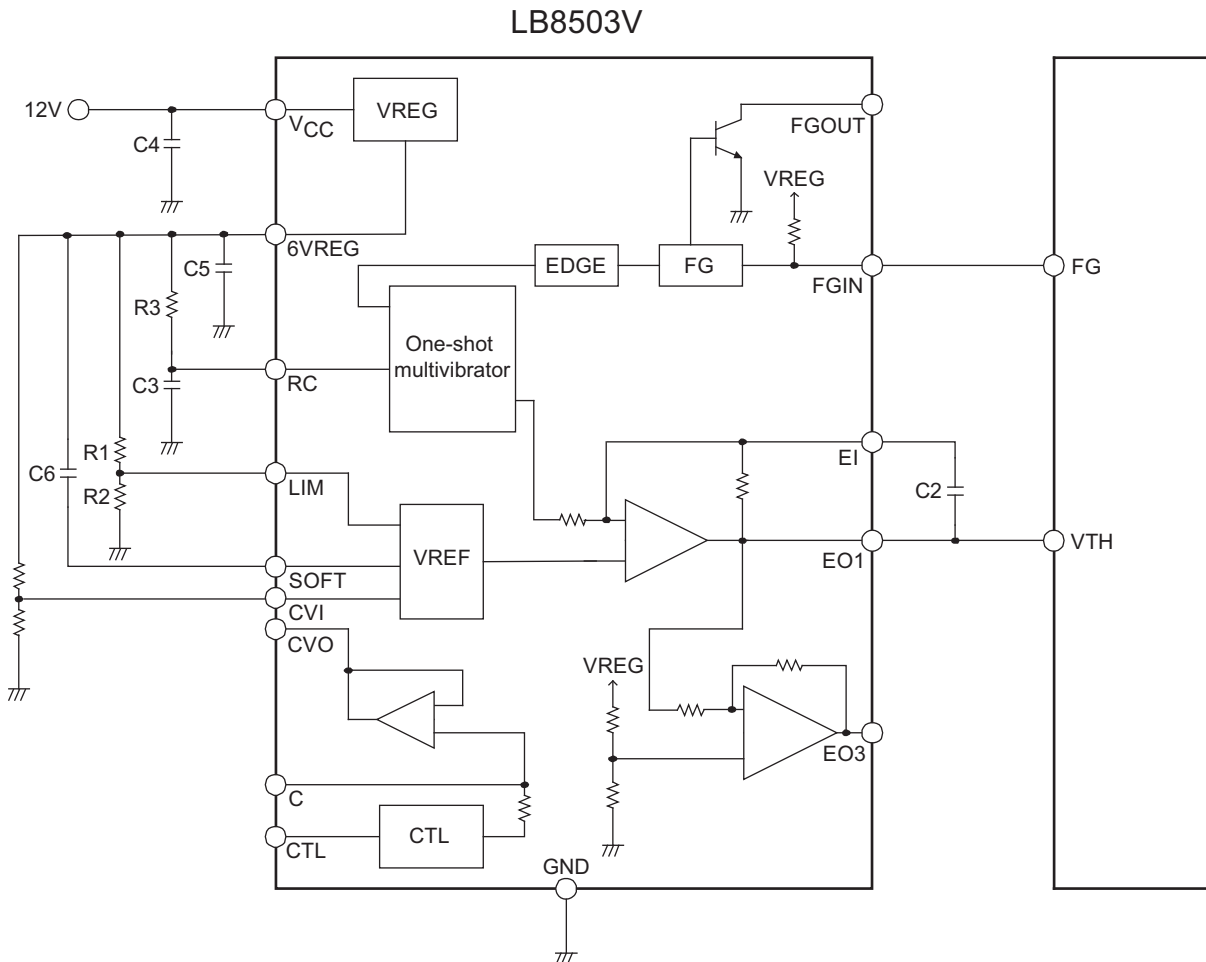 LB8503V
12V
VCC
VREG
C4
FGOUT
VREG
6VREG
C5
EDGE
FG
FGIN
FG
R3
One-shot
multivibrator
RC
C3
R1
C6
R2
LIM
EI
C2
VREF
SOFT
EO1
VTH
CVI
CVO
VREG
EO3
C
CTL
CTL
GND